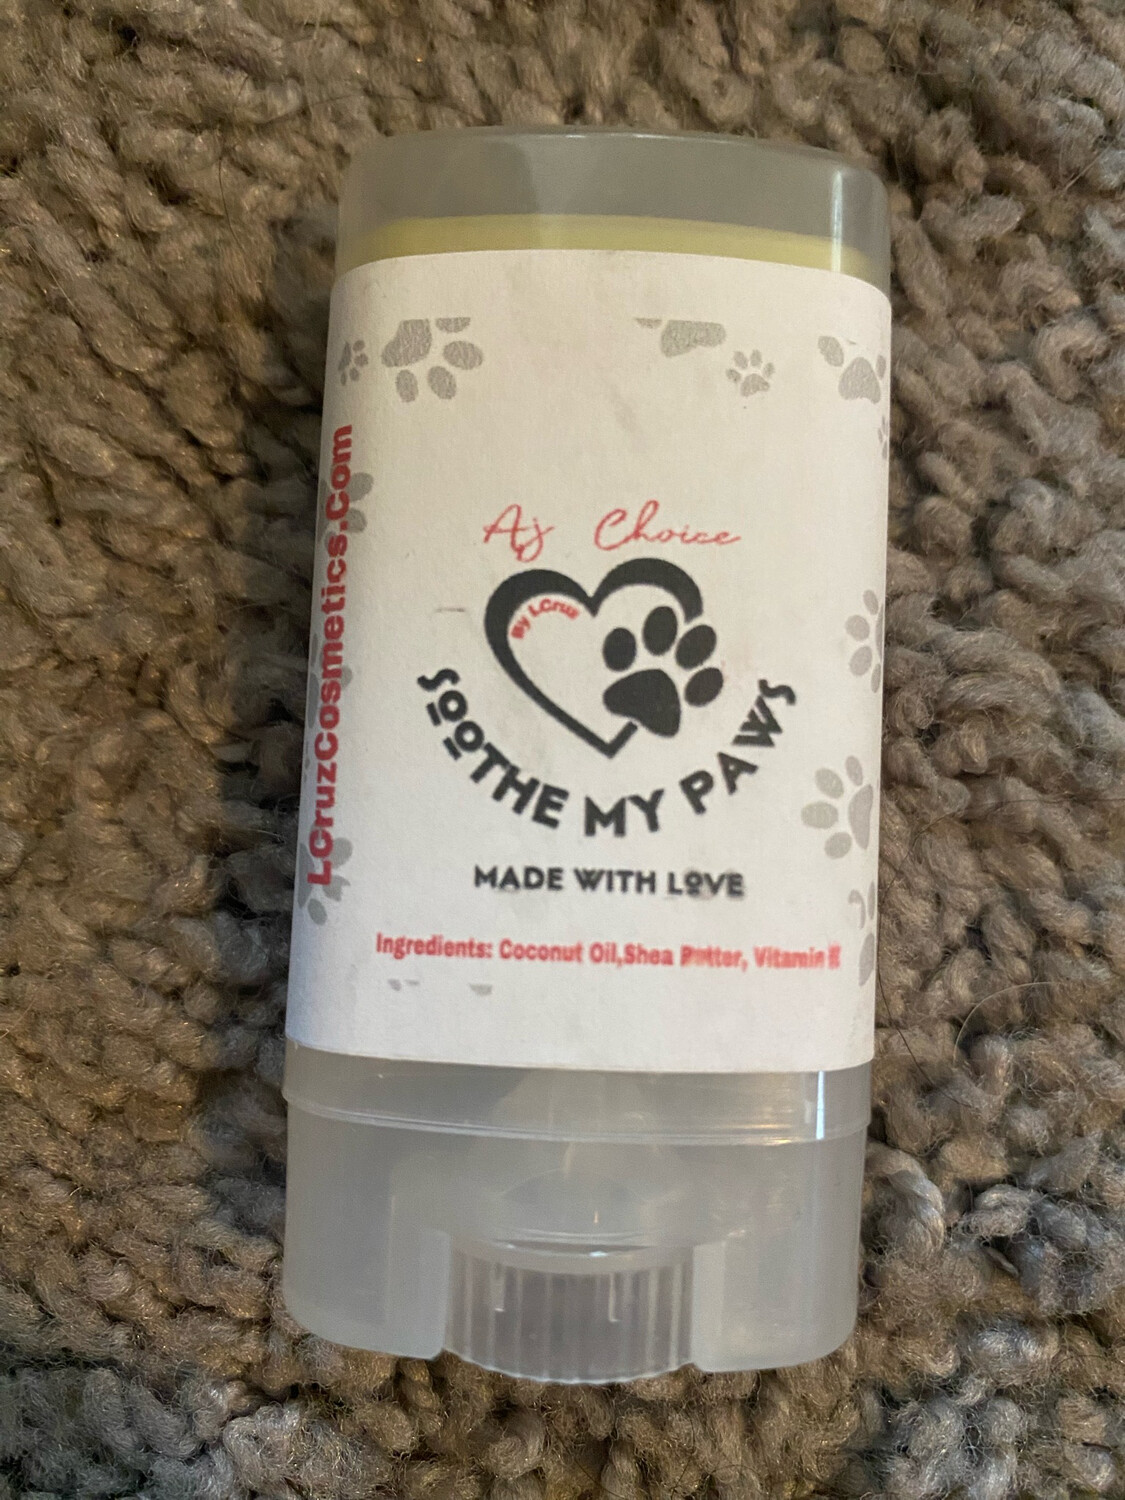 Aj Choice
By LCruz
SOOTHE MY PAWS
MADE WITH LOVE
Ingredients: Coconut Oil,Shea Butter, Vitamin E
LCruzCosmetics.Com